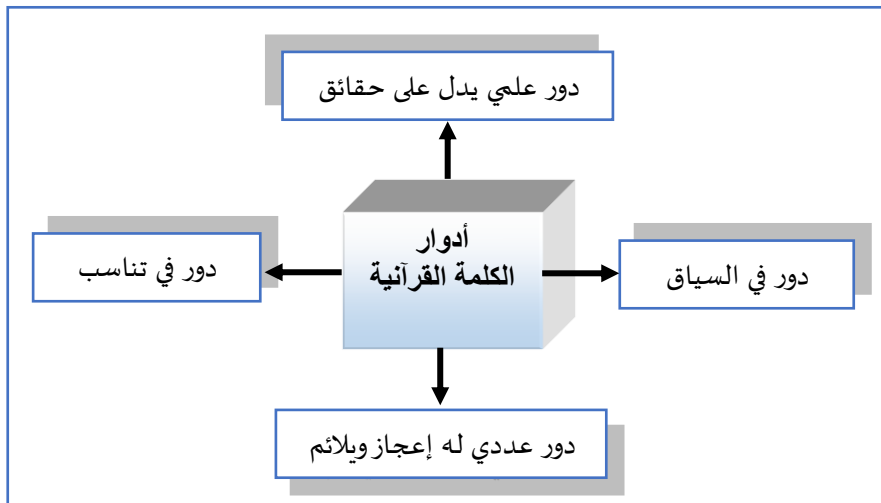 دور علمي يدل على حقائق
أدوار
الكلمة القرآنية
دور في السياق
دور في تناسب
دور عددي له إعجاز ويلائم